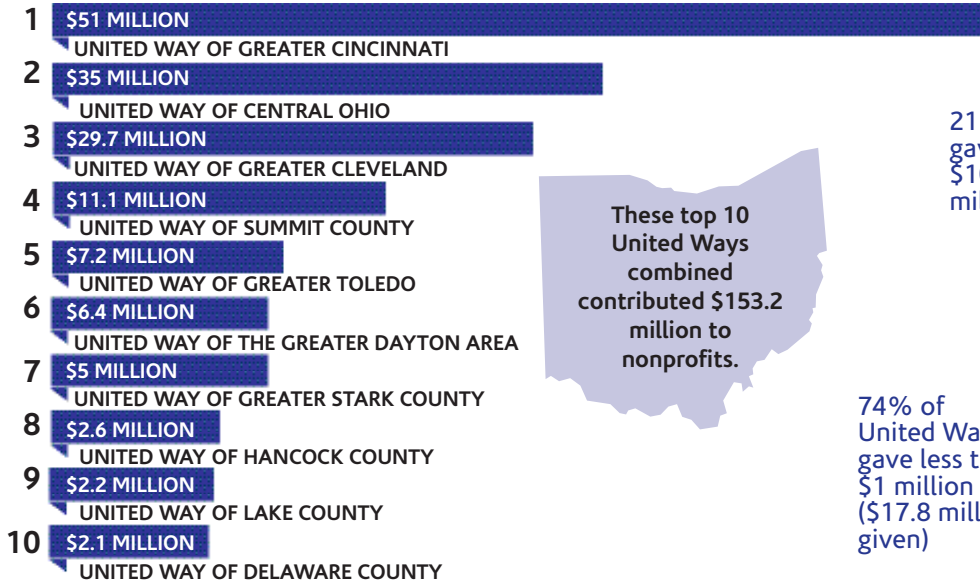 1 $51 MILLION
UNITED WAY OF GREATER CINCINNATI
2 $35 MILLION
UNITED WAY OF CENTRAL OHIO
3 $29.7 MILLION
UNITED WAY OF GREATER CLEVELAND
4 $11.1 MILLION
UNITED WAY OF SUMMIT COUNTY
5 $7.2 MILLION
UNITED WAY OF GREATER TOLEDO
6 $6.4 MILLION
UNITED WAY OF THE GREATER DAYTON AREA
7 $5 MILLION
UNITED WAY OF GREATER STARK COUNTY
8 $2.6 MILLION
UNITED WAY OF HANCOCK COUNTY
9 $2.2 MILLION
UNITED WAY OF LAKE COUNTY
10 $2.1 MILLION
UNITED WAY OF DELAWARE COUNTY
These top 10
United Ways
combined
contributed $153.2
million to
nonprofits.
21
74% of
United
gave less
$1 million
($17.8
given)